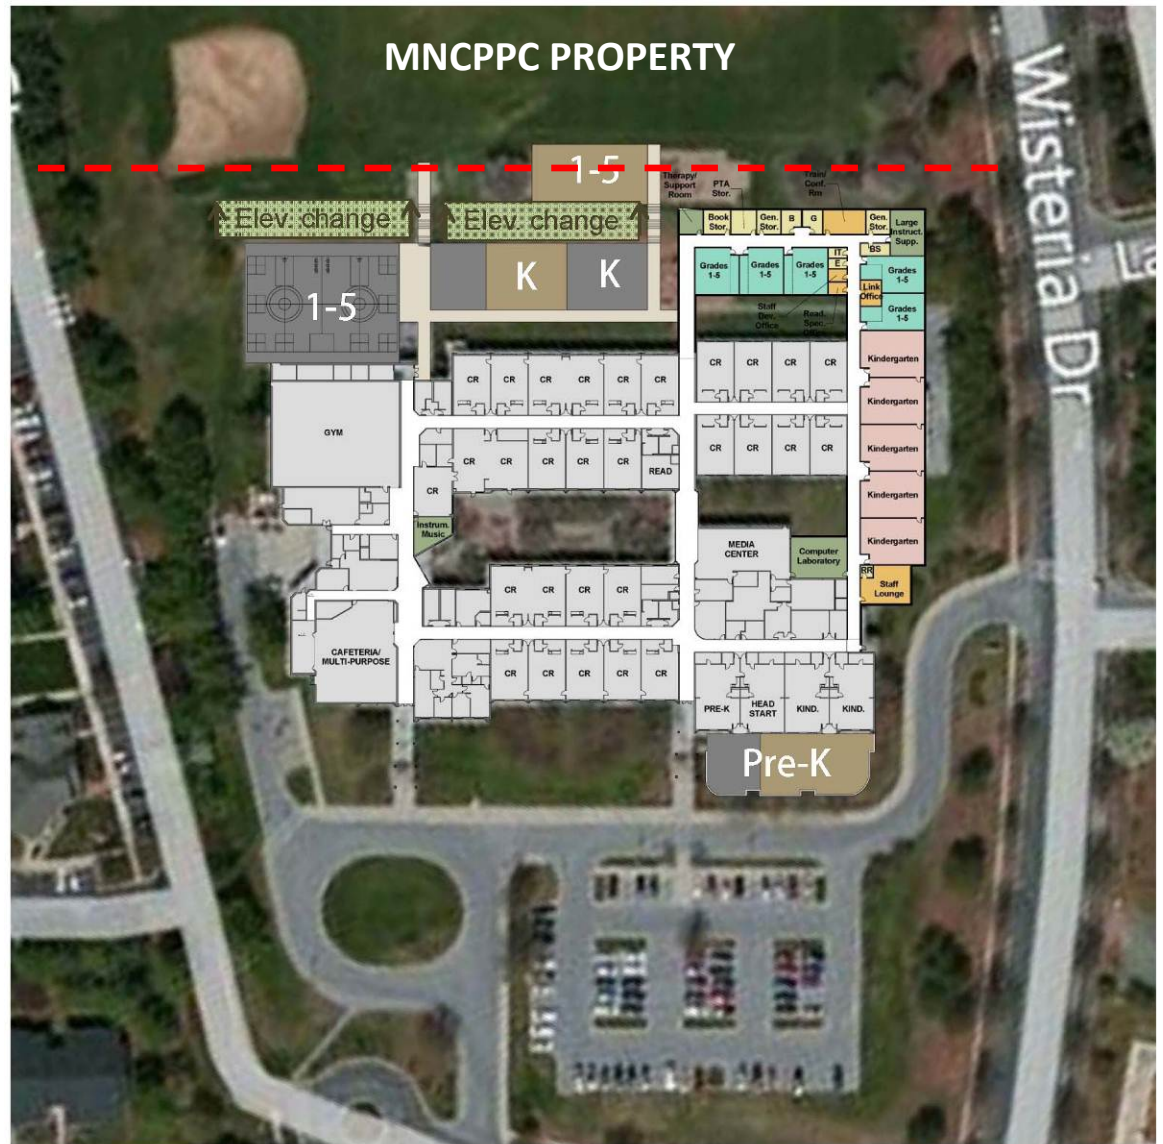 MNCPPC PROPERTY
Wisteria Dr
1-5
Therapy/
Support
Room
PTA
Stor.
Train/
Conf.
Rm
Elev. change
Elev. change
Book
Stor.
Gen.
Stor.
B
G
Gen.
Stor.
Large
Instruct.
Supp.
BS
IT
E
Grades
1-5
Grades
1-5
Grades
1-5
Grades
1-5
Link
Office
Grades
1-5
K
K
1-5
Staff
Dev.
Office
Read.
Spec.
Kindergarten
Kindergarten
Kindergarten
Kindergarten
Kindergarten
CR
CR
CR
CR
CR
CR
CR
CR
CR
CR
GYM
CR
CR
CR
CR
CR
READ
CR
CR
CR
CR
CR
Instrum.
Music
MEDIA
CENTER
Computer
Laboratory
RR
Staff
Lounge
CR
CR
CR
CR
CAFETERIA/
MULTI-PURPOSE
CR
CR
CR
CR
CR
PRE-K
HEAD
START
KIND.
KIND.
Pre-K